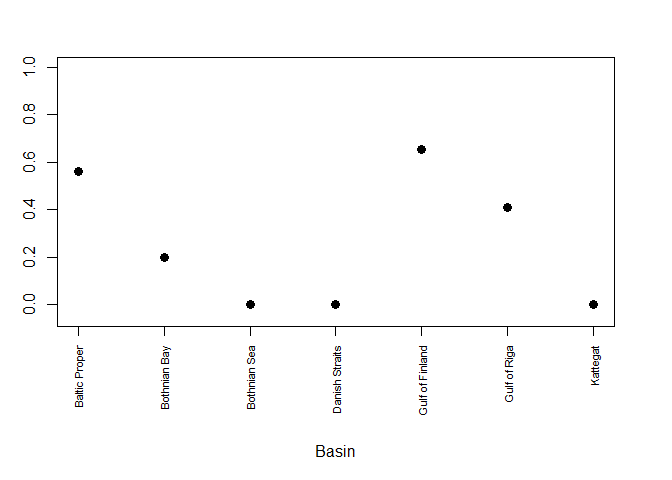 1.0
0.8
0.6
0.4
0.2
0.0
Baltic Proper
Bothnian Bay
Bothnian Sea
Danish Straits
Gulf of Finland
Gulf of Riga
Kattegat
Basin